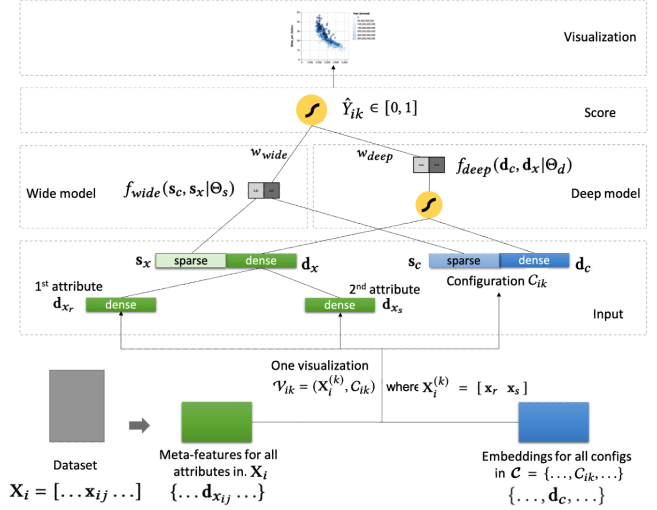 Visualization
Ŷ_ik ∈ [0, 1]
Score
w_wide
w_deep
f_wide(s_c, s_x|Θ_s)
f_deep(d_c, d_x|Θ_d)
Wide model
Deep model
s_x sparse dense d_x
s_c sparse dense d_c
1st attribute
2nd attribute
Configuration C_ik
d_x_r dense
dense d_x_s
Input
One visualization
𝒱_ik = (X_i^(k), C_ik) where X_i^(k) = [x_r x_s]
Dataset
X_i = [… x_ij …]
Meta-features for all
attributes in. X_i
{… d_x_ij …}
Embeddings for all configs
in 𝒞 = {…, C_ik, …}
{…, d_c, …}